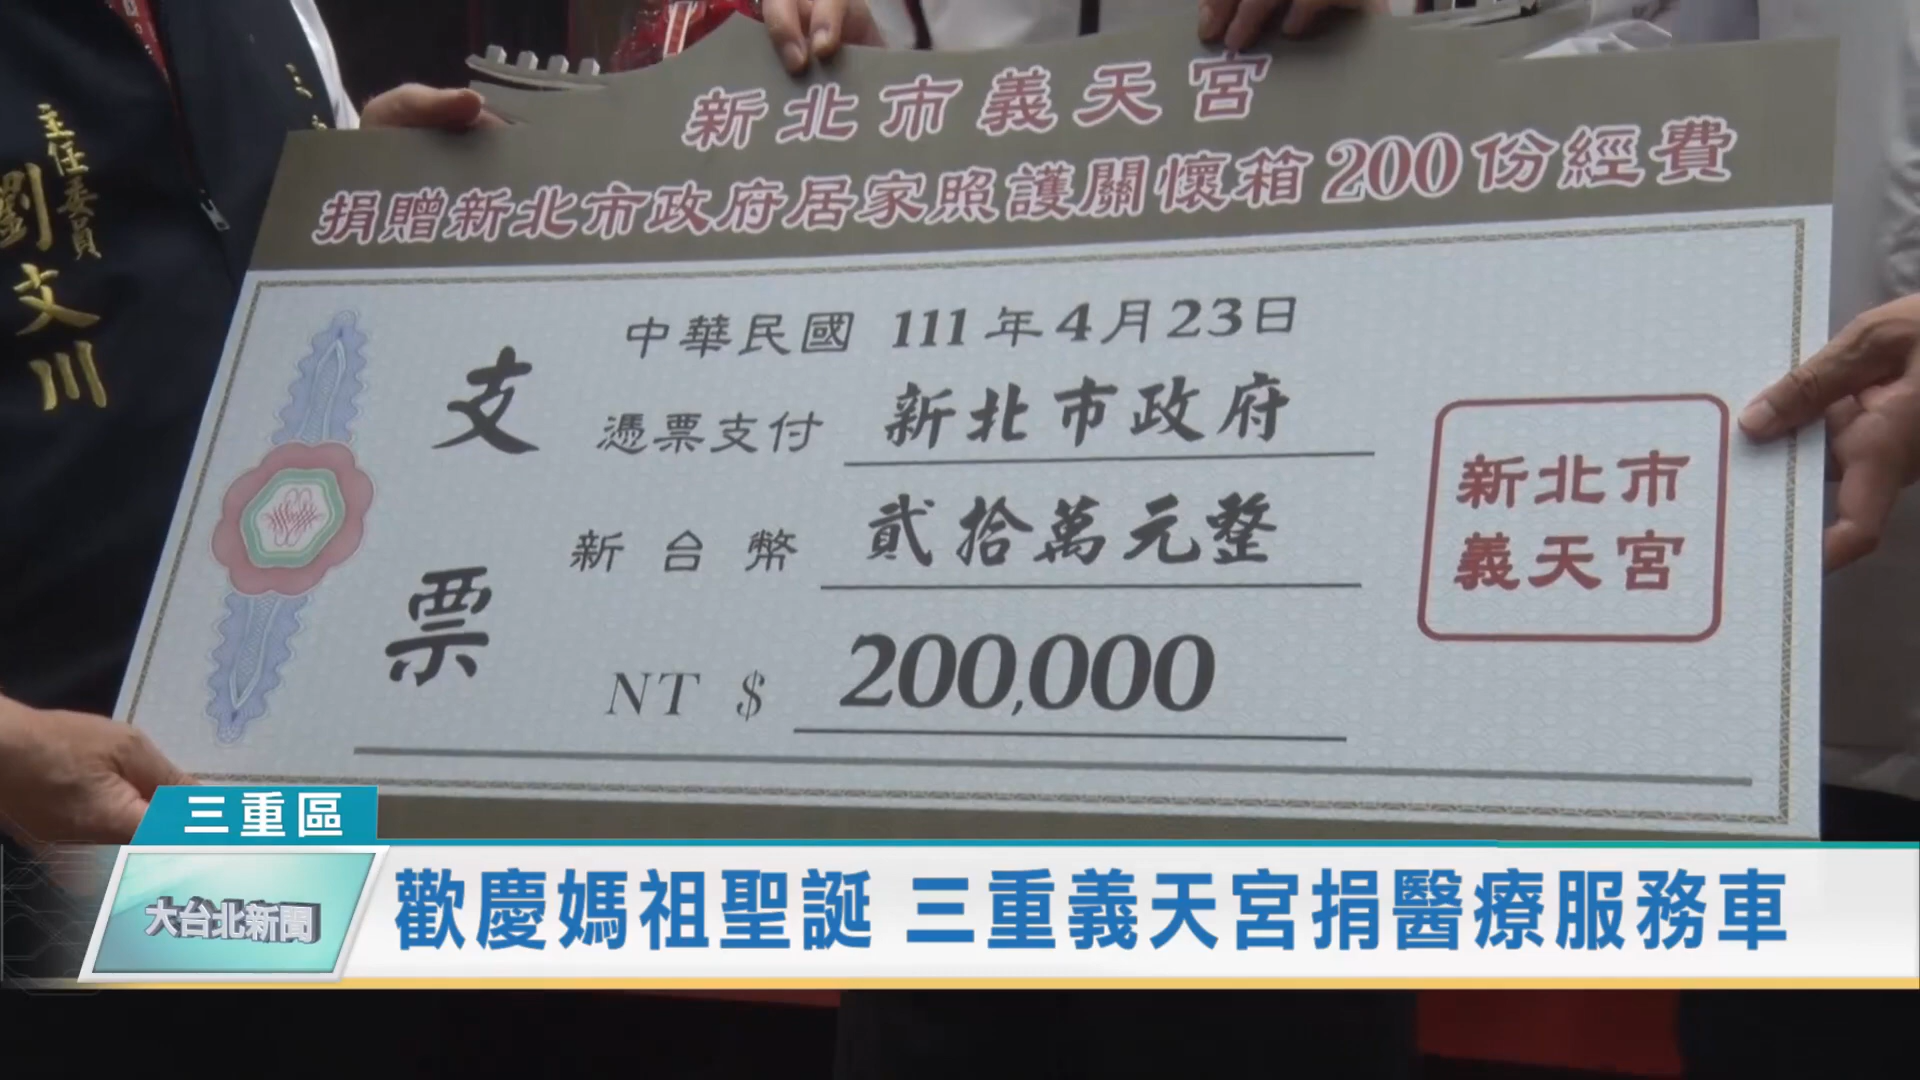 新北市義天宮
捐贈新北市政府居家照護關懷箱200份經費
主任委員
劉文川
中華民國 111年4月23日
支票
憑票支付 新北市政府
新台幣 貳拾萬元整
NT $ 200,000
新北市
義天宮
三重區
大台北新聞
歡慶媽祖聖誕 三重義天宮捐醫療服務車